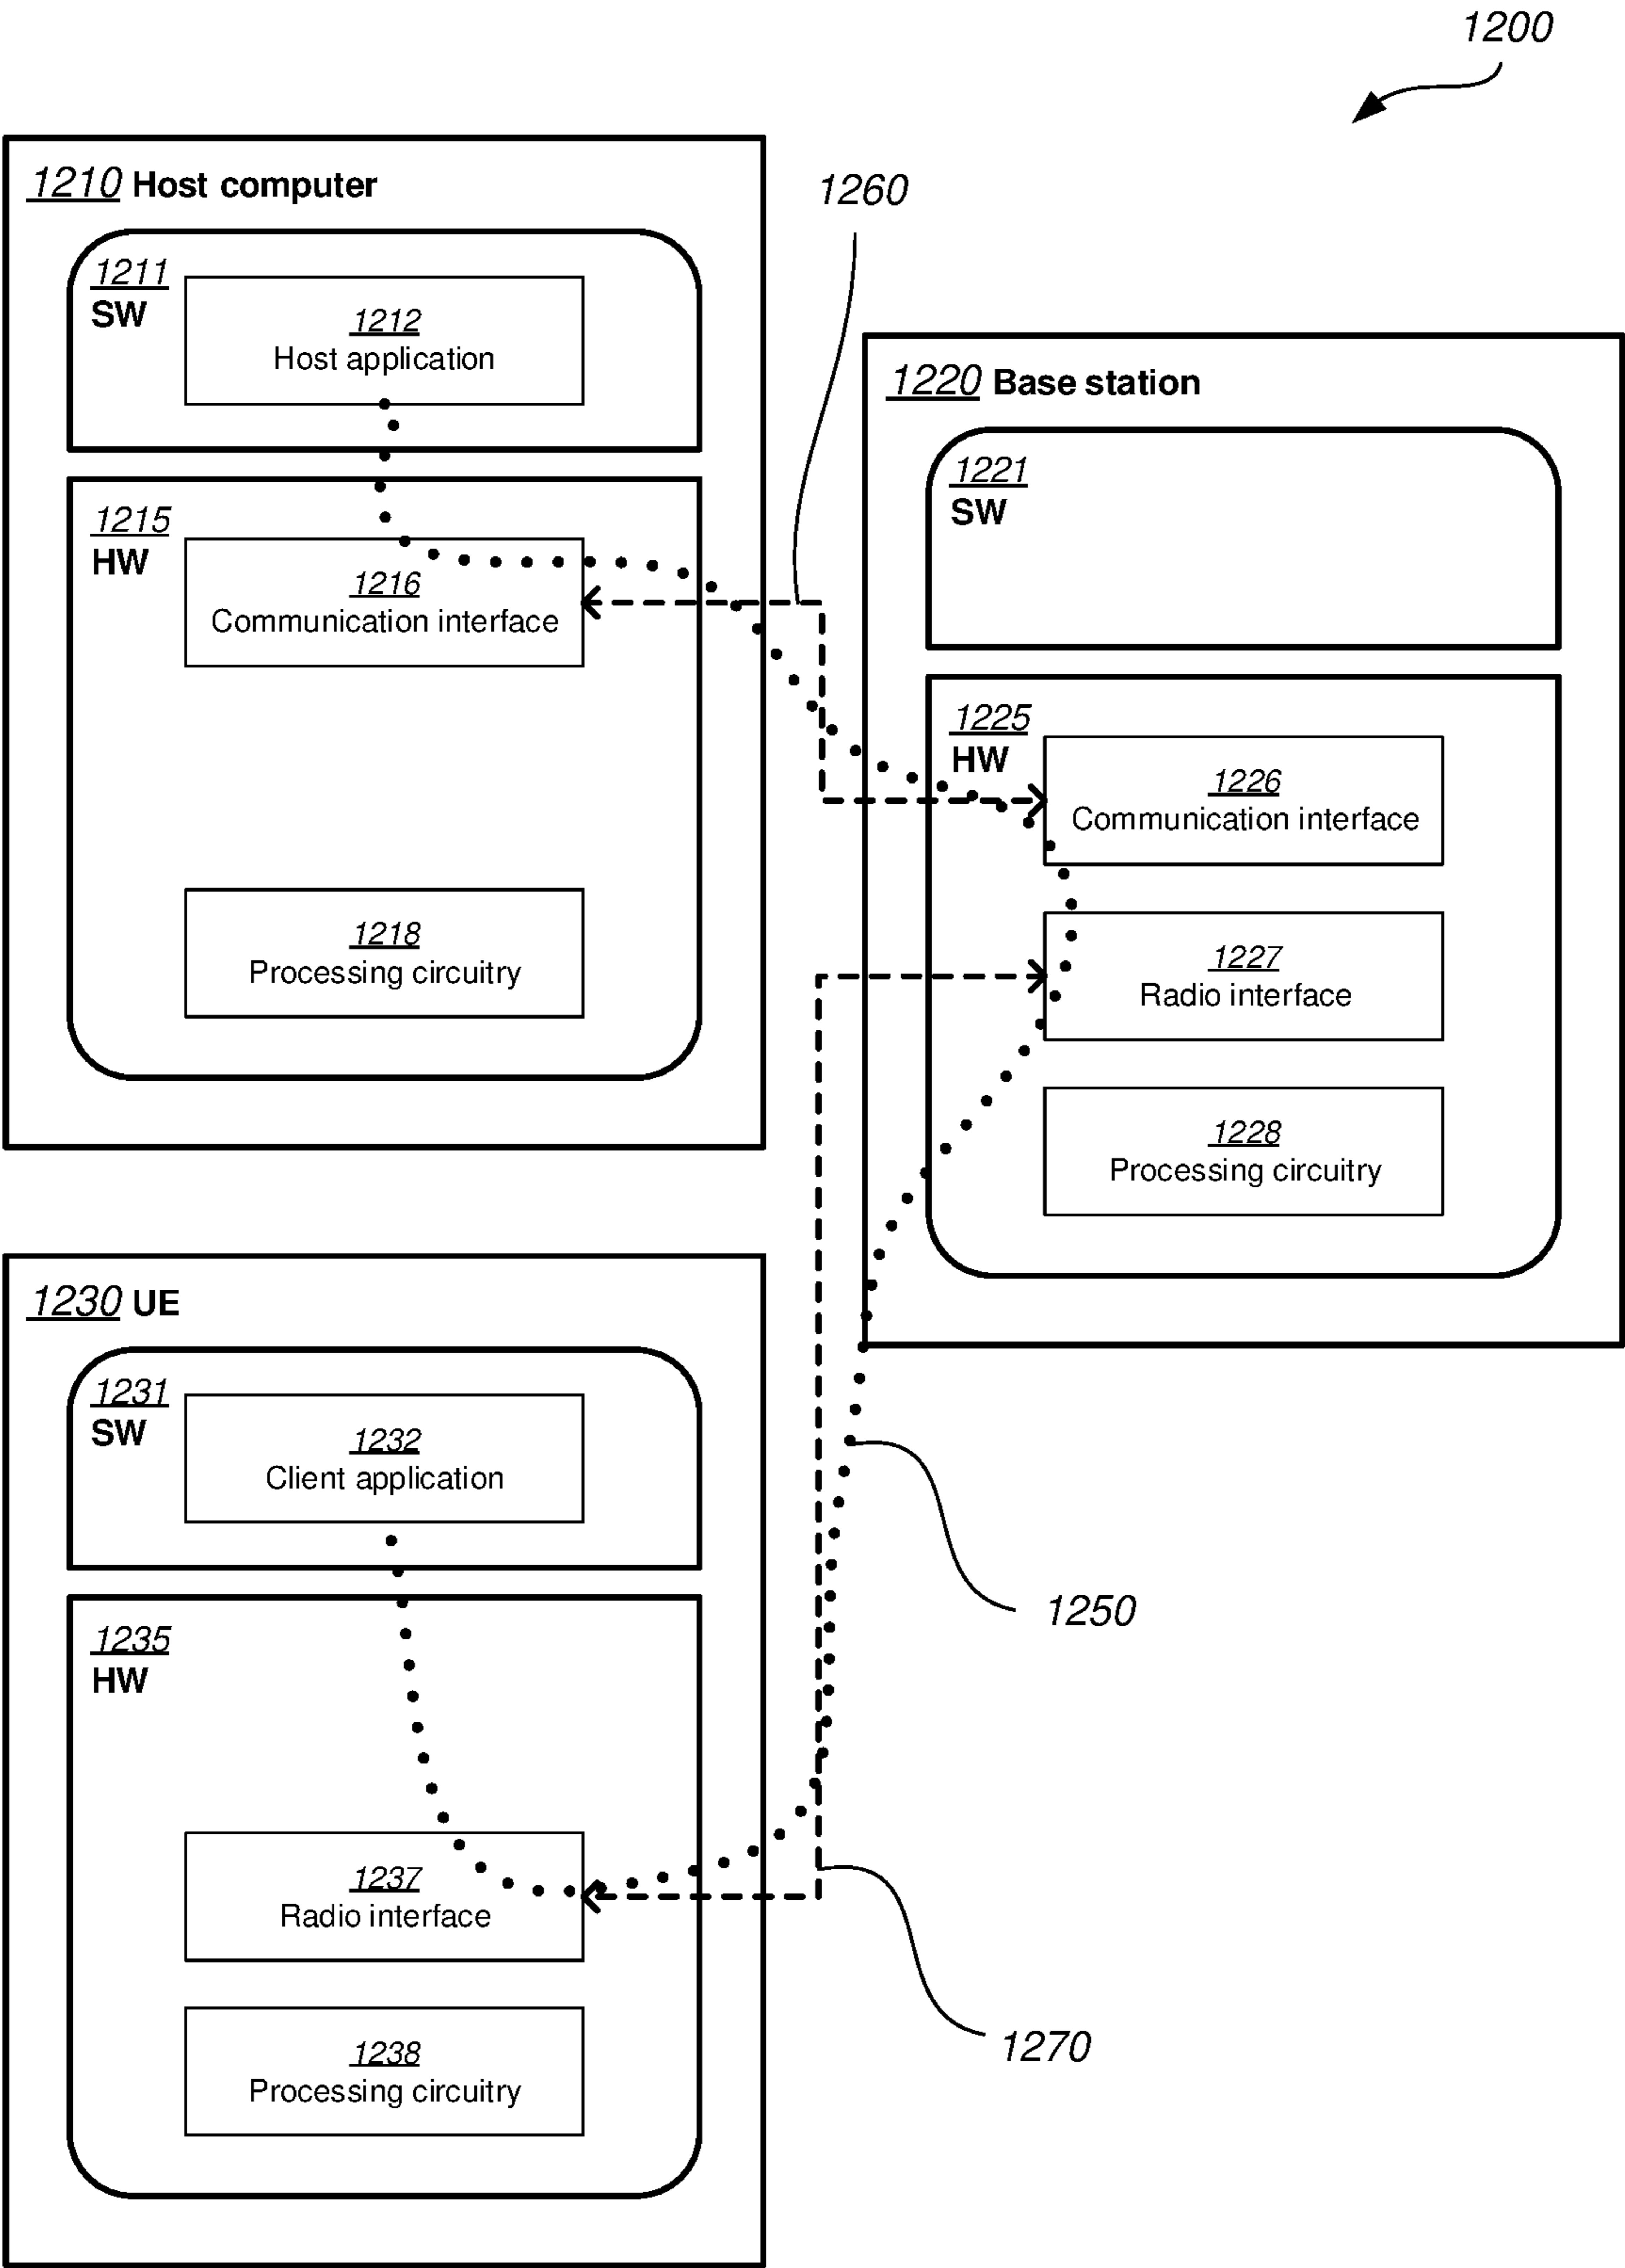 1200
1210 Host computer
1211
SW
1212
Host application
1215
HW
1216
Communication interface
1218
Processing circuitry
1260
1220 Base station
1221
SW
1225
HW
1226
Communication interface
1227
Radio interface
1228
Processing circuitry
1230 UE
1231
SW
1232
Client application
1235
HW
1237
Radio interface
1238
Processing circuitry
1250
1270